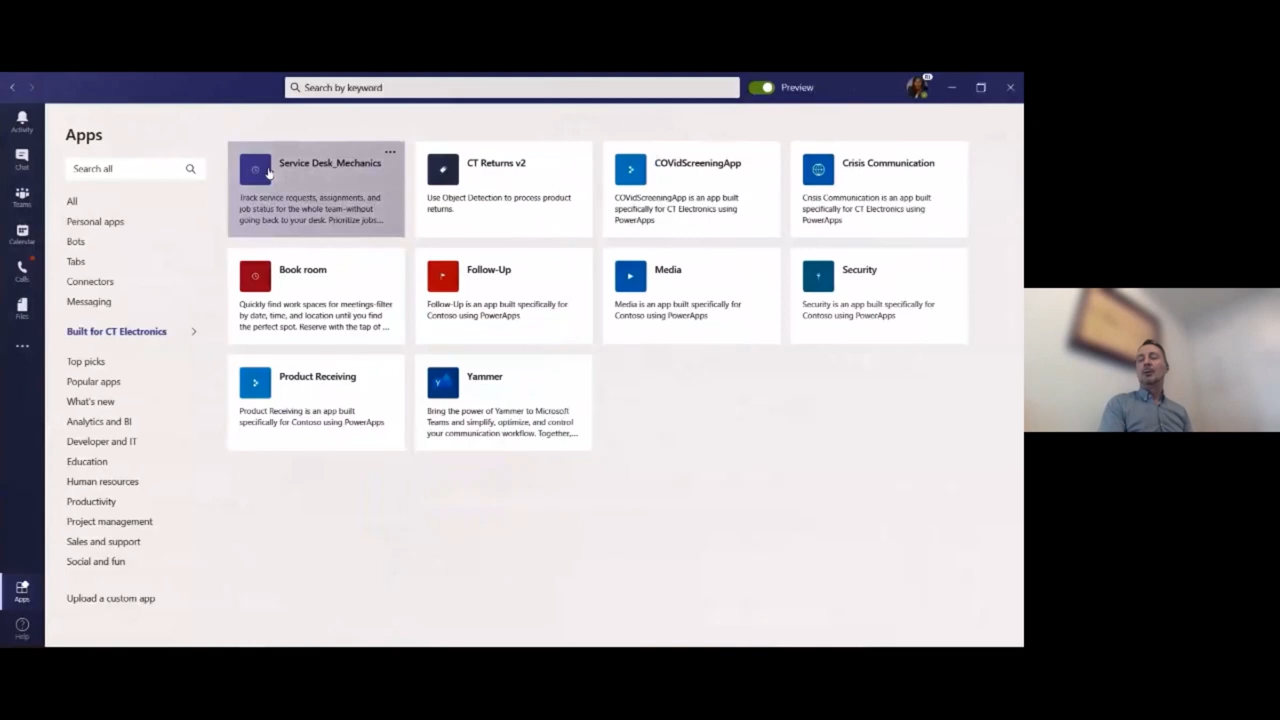 Search by keyword
Preview
Activity
Chat
Teams
Calendar
Calls
Files
Apps
Help
Apps
Search all
All
Personal apps
Bots
Tabs
Connectors
Messaging
Built for CT Electronics
Top picks
Popular apps
What's new
Analytics and BI
Developer and IT
Education
Human resources
Productivity
Project management
Sales and support
Social and fun
Upload a custom app
Service Desk_Mechanics
Track service requests, assignments, and
job status for the whole team-without
going back to your desk. Prioritize jobs...
CT Returns v2
Use Object Detection to process product
returns.
COVidScreeningApp
COVidScreeningApp is an app built
specifically for CT Electronics using
PowerApps
Crisis Communication
Crisis Communication is an app built
specifically for CT Electronics using
PowerApps
Book room
Quickly find work spaces for meetings-filter
by date, time, and location until you find
the perfect spot. Reserve with the tap of ...
Follow-Up
Follow-Up is an app built specifically for
Contoso using PowerApps
Media
Media is an app built specifically for
Contoso using PowerApps
Security
Security is an app built specifically for
Contoso using PowerApps
Product Receiving
Product Receiving is an app built
specifically for Contoso using PowerApps
Yammer
Bring the power of Yammer to Microsoft
Teams and simplify, optimize, and control
your communication workflow. Together,...